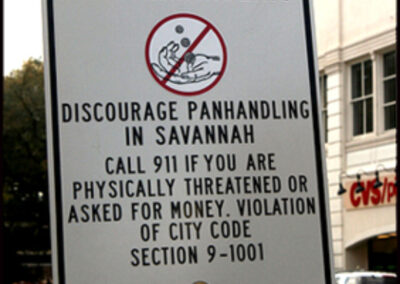 DISCOURAGE PANHANDLING
IN SAVANNAH
CALL 911 IF YOU ARE
PHYSICALLY THREATENED OR
ASKED FOR MONEY. VIOLATION
OF CITY CODE
SECTION 9-1001
CVS/p